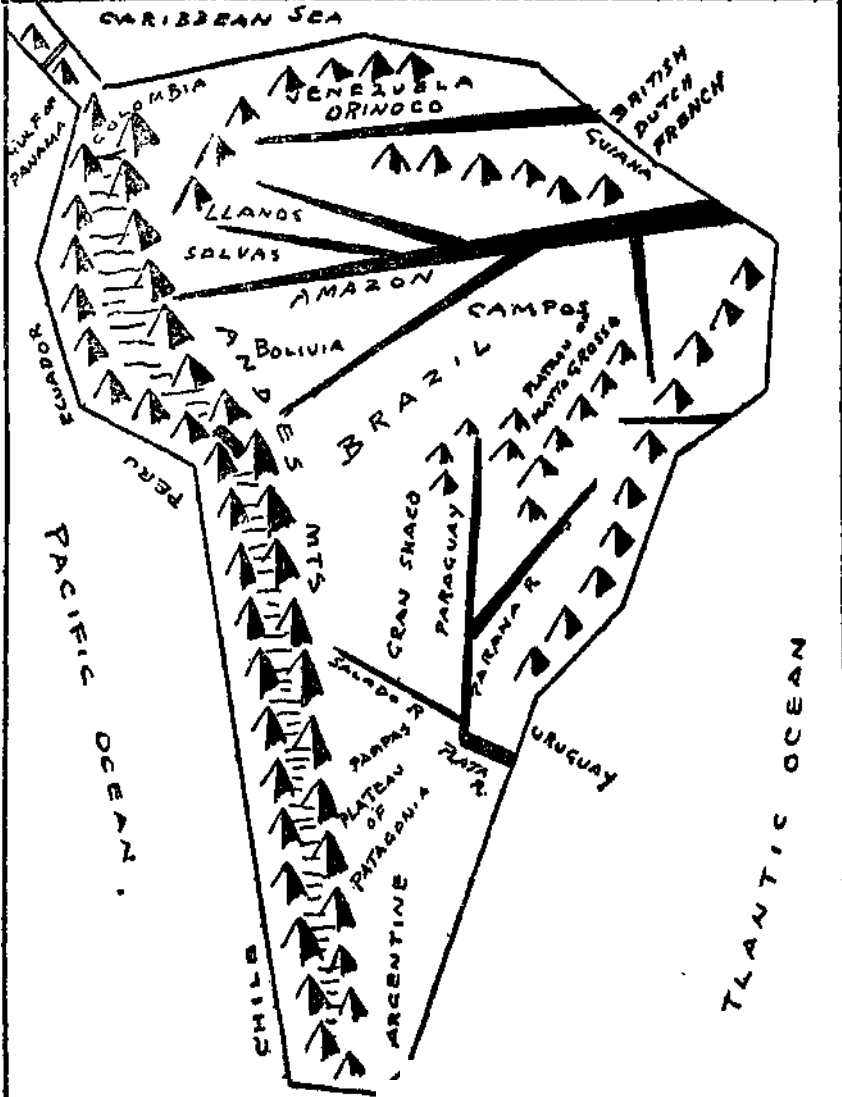 CARIBBEAN SEA
GULF OF
PANAMA
COLOMBIA
VENEZUELA
ORINOCO
BRITISH
DUTCH
FRENCH
GUIANA
LLANOS
SOLVAS
AMAZON
CAMPOS
ECUADOR
ANDES MTS
BOLIVIA
BRAZIL
PLATEAU OF
MATTO GROSSO
PERU
GRAN SHACO
PARAGUAY
PARANA R
SALADO R
PLATA
R.
URUGUAY
PAMPAS
PLATEAU
OF
PATAGONIA
ARGENTINE
CHILE
PACIFIC OCEAN.
TLANTIC OCEAN